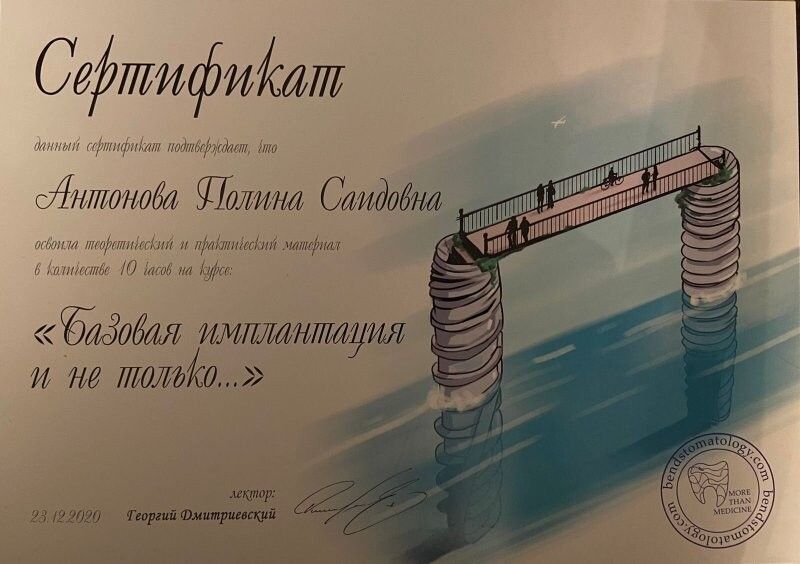 Сертификат
данный сертификат подтверждает, что
Антонова Полина Саидовна
освоила теоретический и практический материал
в количестве 10 часов на курсе:
«Базовая имплантация
и не только...»
лектор:
23.12.2020 Георгий Дмитриевский
bendstomatology.com bendstomatology.com
MORE
THAN
MEDICINE